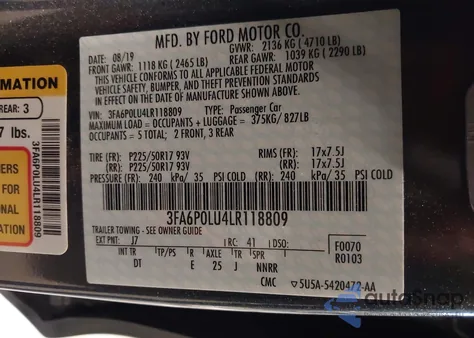 MFD. BY FORD MOTOR CO.
DATE: 08/19
GVWR: 2136 KG (4710 LB)
FRONT GAWR: 1118 KG (2465 LB)
REAR GAWR: 1039 KG (2290 LB)
THIS VEHICLE CONFORMS TO ALL APPLICABLE FEDERAL MOTOR
VEHICLE SAFETY, BUMPER, AND THEFT PREVENTION STANDARDS
IN EFFECT ON THE DATE OF MANUFACTURE SHOWN ABOVE.
VIN: 3FA6P0LU4LR118809
TYPE: Passenger Car
MAXIMUM LOAD = OCCUPANTS + LUGGAGE = 375KG/ 827LB
OCCUPANTS = 5 TOTAL; 2 FRONT, 3 REAR
TIRE (FR): P225/50R17 93V RIMS (FR): 17x7.5J
(RR): P225/50R17 93V (RR): 17x7.5J
PRESSURE (FR): 240 kPa/ 35 PSI COLD (RR): 240 kPa/ 35 PSI COLD
3FA6P0LU4LR118809
TRAILER TOWING - SEE OWNER GUIDE
EXT PNT: J7 RC: 41 DSO: F0070
R0103
INT TR TP/PS R AXLE TR SPR
DT E 25 J NNRR
CMC 5U5A-5420472-AA
RMATION
REAR: 3
7 lbs.
3FA6P0LU4LR118809
ERS
onal
autoSnap